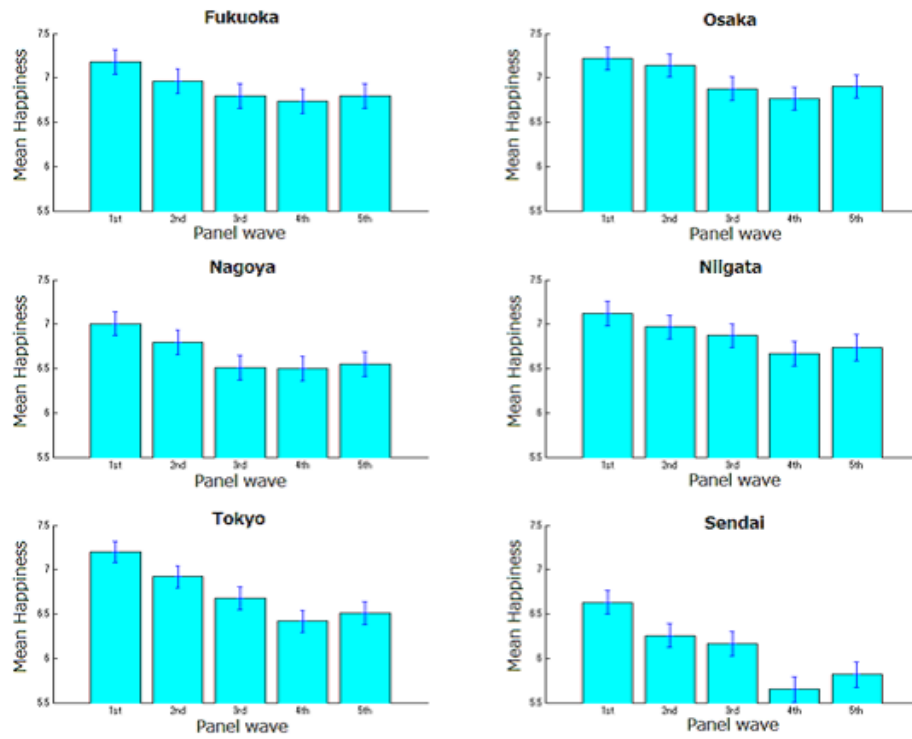 Fukuoka
Mean Happiness
7.5
7
6.5
6
5.5
1st 2nd 3rd 4th 5th
Panel wave
Osaka
Mean Happiness
7.5
7
6.5
6
5.5
1st 2nd 3rd 4th 5th
Panel wave
Nagoya
Mean Happiness
7.5
7
6.5
6
5.5
1st 2nd 3rd 4th 5th
Panel wave
Niigata
Mean Happiness
7.5
7
6.5
6
5.5
1st 2nd 3rd 4th 5th
Panel wave
Tokyo
Mean Happiness
7.5
7
6.5
6
5.5
1st 2nd 3rd 4th 5th
Panel wave
Sendai
Mean Happiness
7.5
7
6.5
6
5.5
1st 2nd 3rd 4th 5th
Panel wave